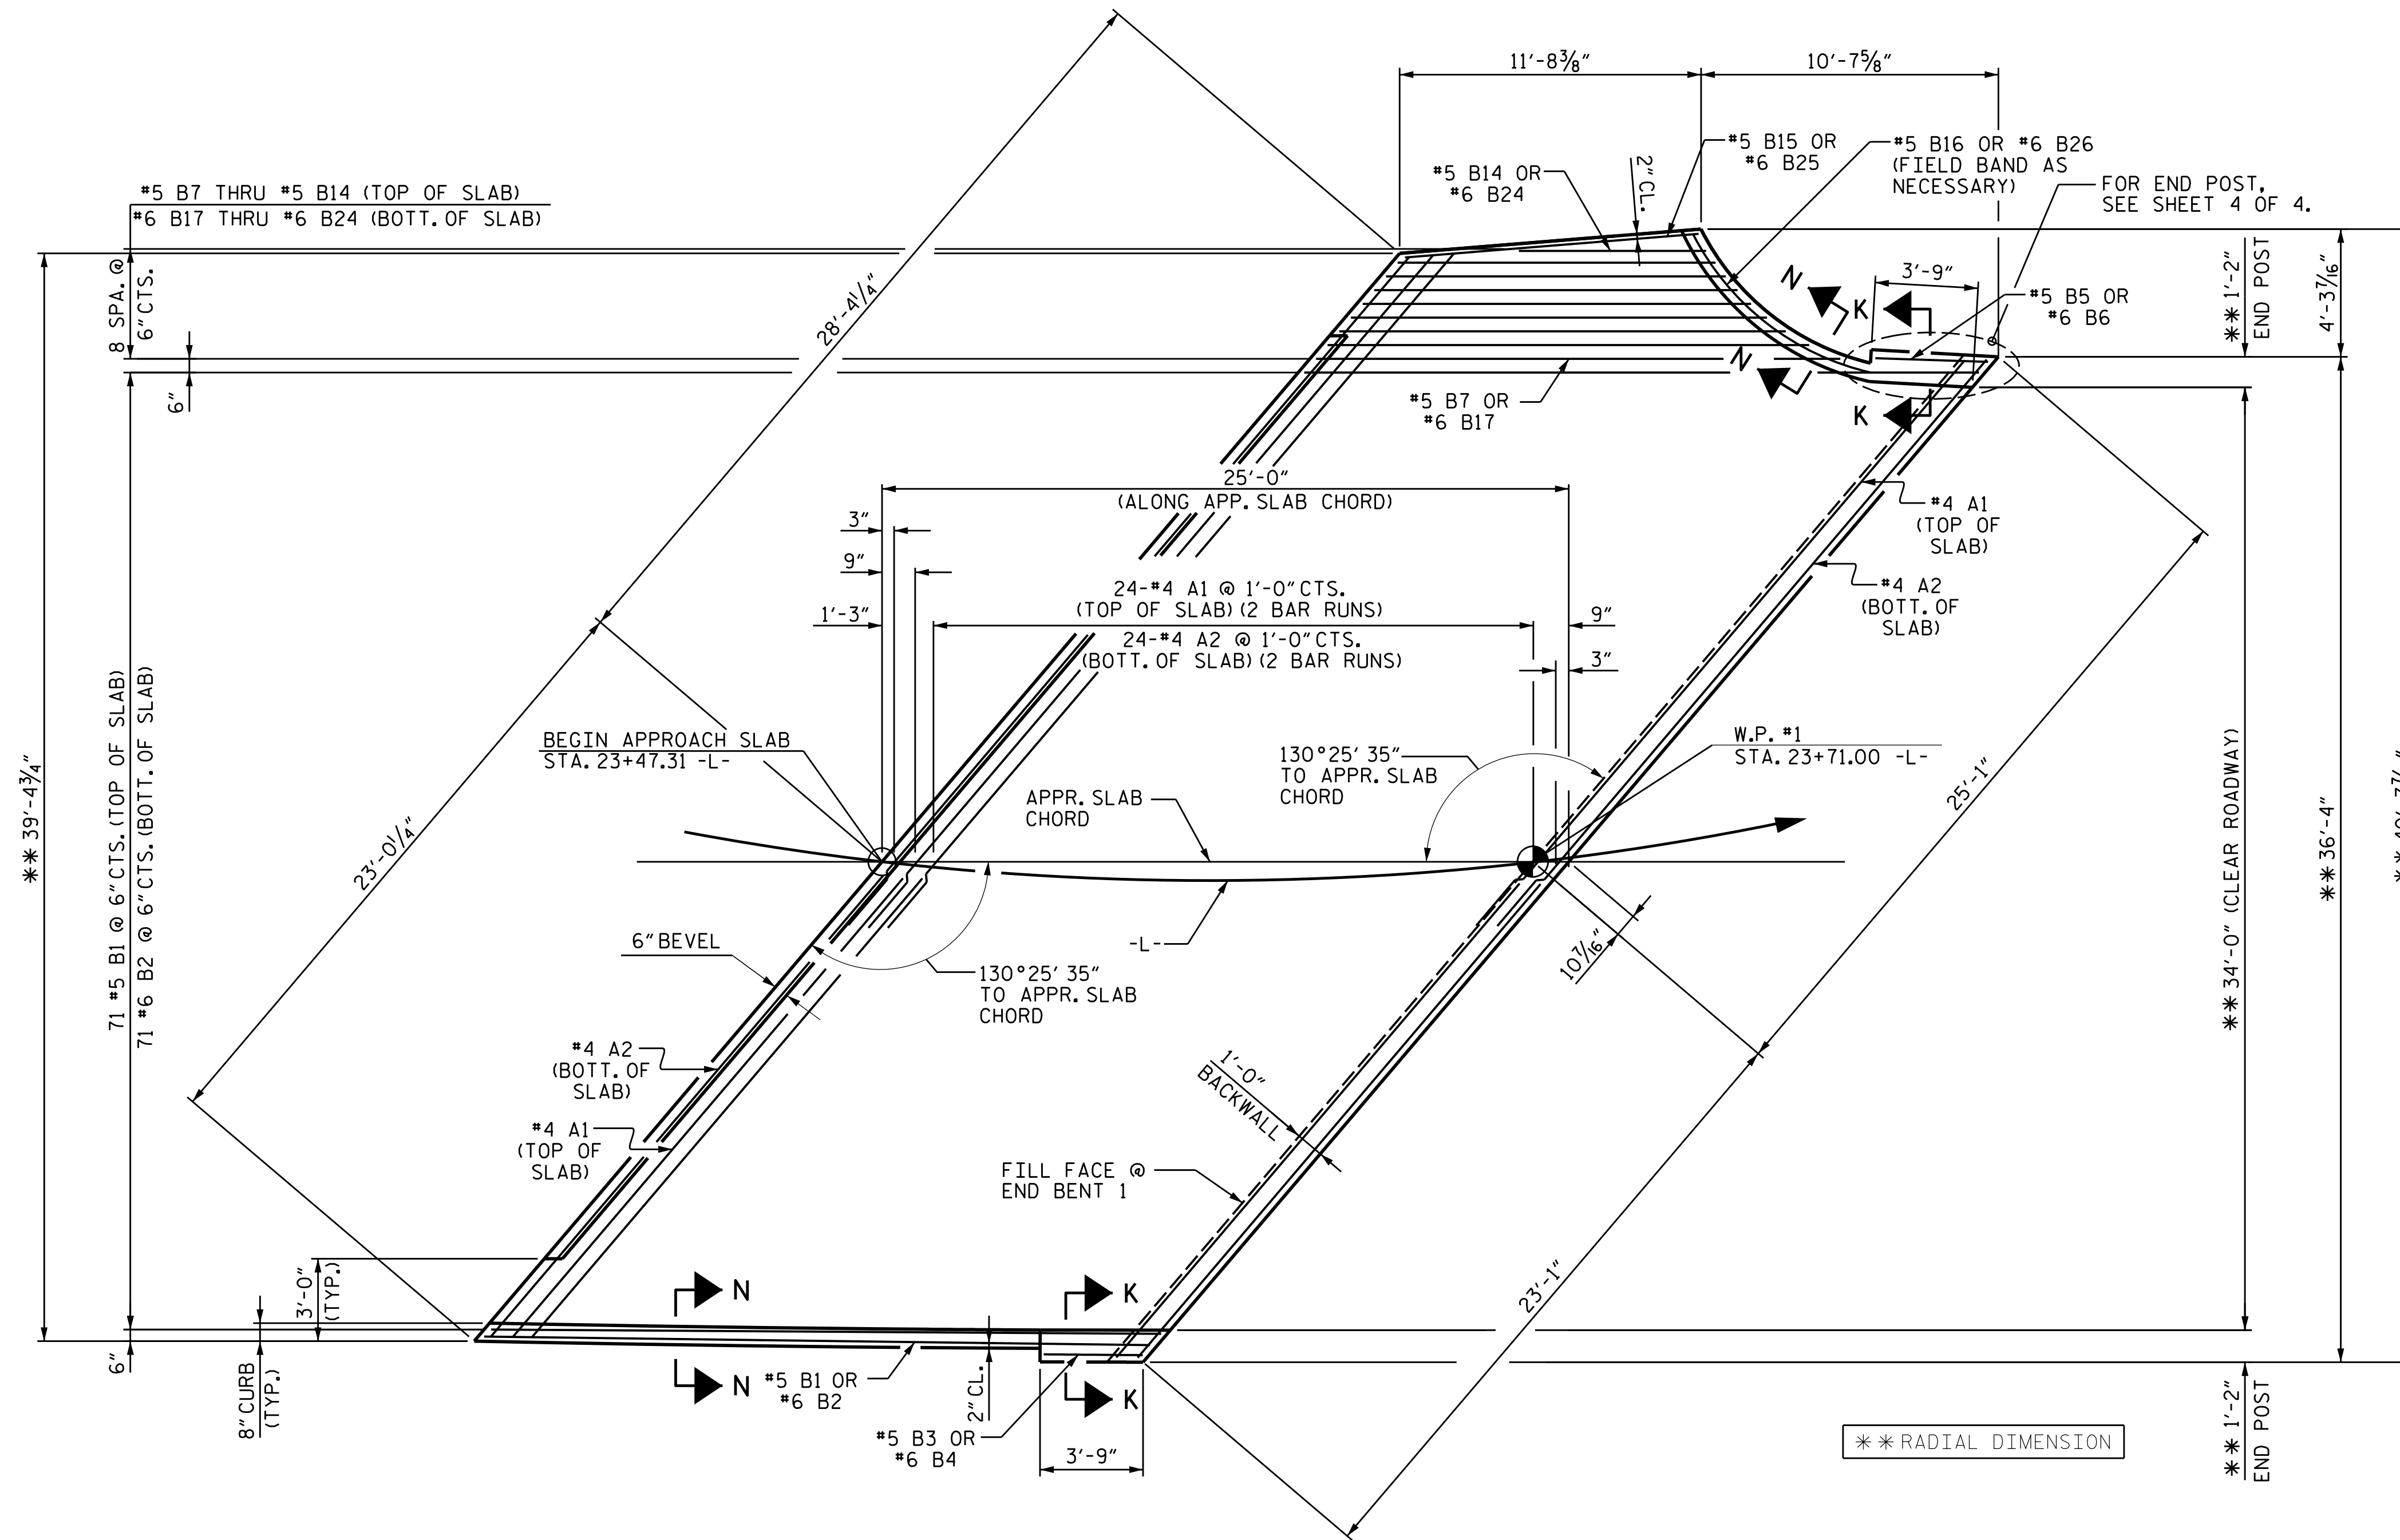 11'-8⅜"
10'-7⅝"
#5 B15 OR
#6 B25
#5 B16 OR #6 B26
(FIELD BAND AS
NECESSARY)
2" CL.
#5 B14 OR
#6 B24
FOR END POST,
SEE SHEET 4 OF 4.
#5 B7 THRU #5 B14 (TOP OF SLAB)
#6 B17 THRU #6 B24 (BOTT. OF SLAB)
8 SPA. @
6" CTS.
28'-4¼"
N
K
3'-9"
#5 B5 OR
#6 B6
** 1'-2"
END POST
4'-3⁷⁄₁₆"
N
6"
#5 B7 OR
#6 B17
K
25'-0"
(ALONG APP. SLAB CHORD)
3"
9"
#4 A1
(TOP OF
SLAB)
24-#4 A1 @ 1'-0" CTS.
(TOP OF SLAB) (2 BAR RUNS)
1'-3"
9"
24-#4 A2 @ 1'-0" CTS.
(BOTT. OF SLAB) (2 BAR RUNS)
3"
#4 A2
(BOTT. OF
SLAB)
BEGIN APPROACH SLAB
STA. 23+47.31 -L-
130°25' 35"
TO APPR. SLAB
CHORD
W.P. #1
STA. 23+71.00 -L-
** 39'-4¾"
71 #5 B1 @ 6" CTS. (TOP OF SLAB)
71 #6 B2 @ 6" CTS. (BOTT. OF SLAB)
APPR. SLAB
CHORD
25'-1"
** 34'-0" (CLEAR ROADWAY)
** 36'-4"
23'-0¼"
6" BEVEL
-L-
10⁷⁄₁₆"
130°25' 35"
TO APPR. SLAB
CHORD
#4 A2
(BOTT. OF
SLAB)
1'-0"
BACKWALL
#4 A1
(TOP OF
SLAB)
FILL FACE @
END BENT 1
3'-0"
(TYP.)
N
K
23'-1"
6"
8" CURB
(TYP.)
N
#5 B1 OR
#6 B2
2" CL.
K
#5 B3 OR
#6 B4
3'-9"
** RADIAL DIMENSION
** 1'-2"
END POST